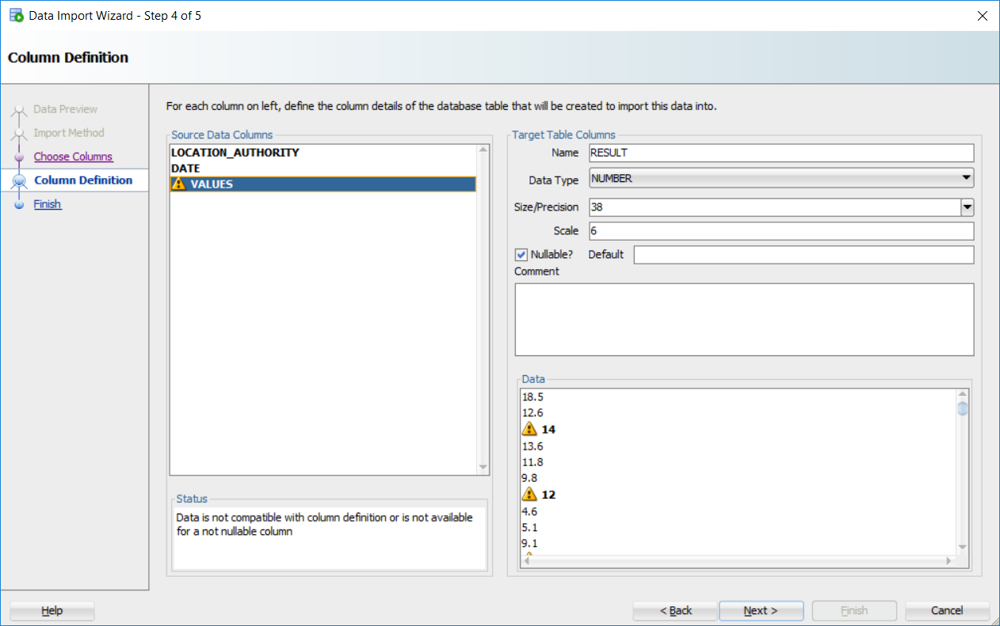 Data Import Wizard - Step 4 of 5
Column Definition
Data Preview
Import Method
Choose Columns
Column Definition
Finish
For each column on left, define the column details of the database table that will be created to import this data into.
Source Data Columns
LOCATION_AUTHORITY
DATE
VALUES
Status
Data is not compatible with column definition or is not available
for a not nullable column
Target Table Columns
Name RESULT
Data Type NUMBER
Size/Precision 38
Scale 6
Nullable? Default
Comment
Data
18.5
12.6
14
13.6
11.8
9.8
12
4.6
5.1
9.1
Help
< Back
Next >
Finish
Cancel